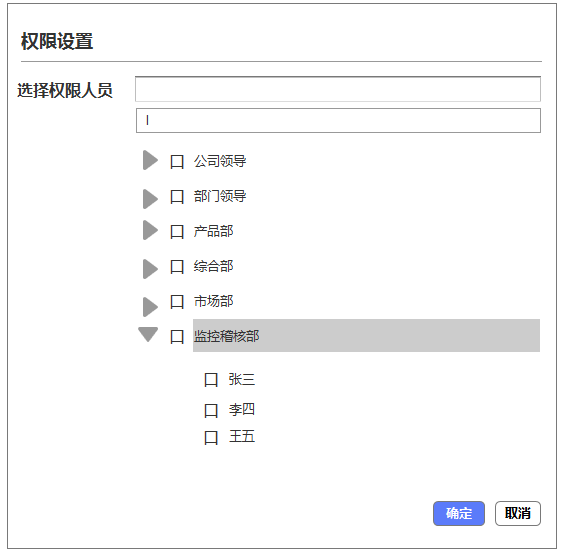 权限设置
选择权限人员
公司领导
部门领导
产品部
综合部
市场部
监控稽核部
张三
李四
王五
确定 取消